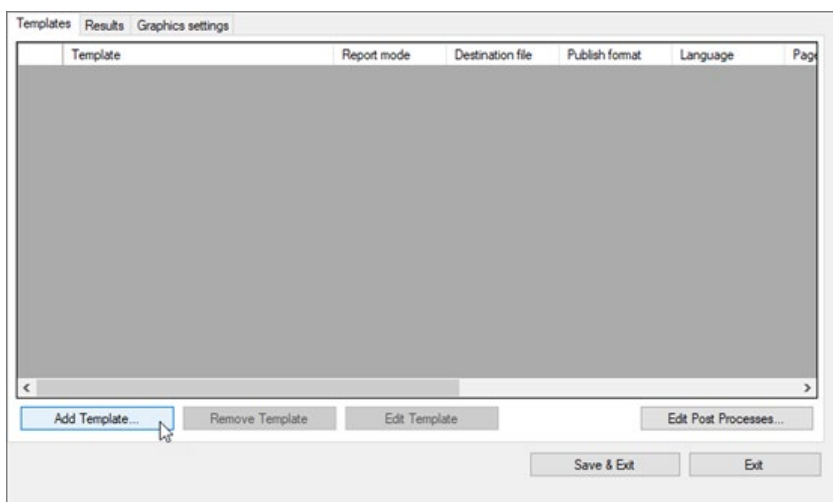 Templates Results Graphics settings
Template Report mode Destination file Publish format Language Page
Add Template... Remove Template Edit Template Edit Post Processes...
Save & Exit Exit